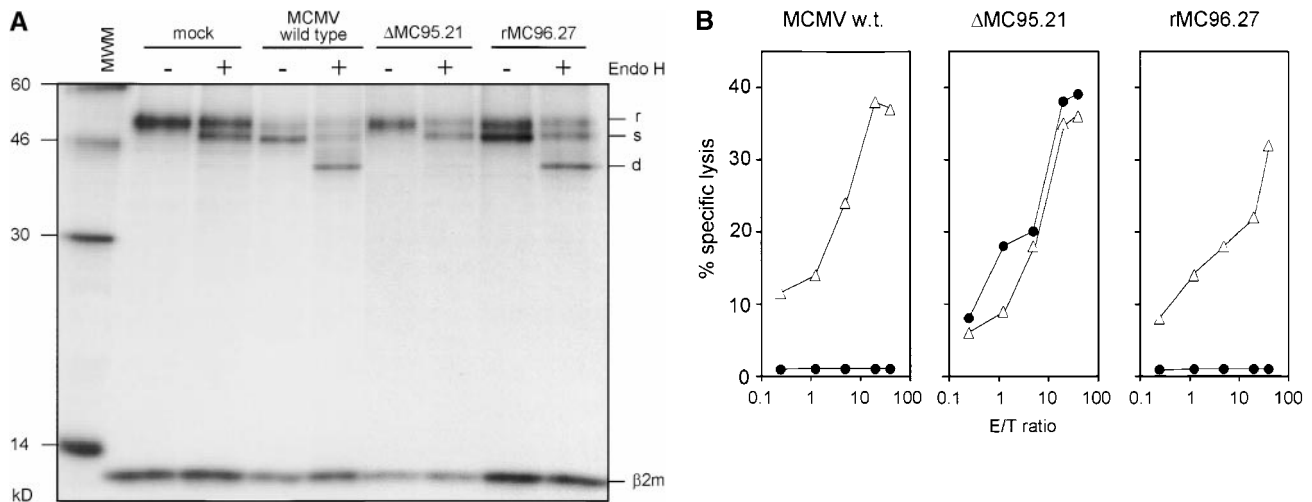 A
MWM
mock
MCMV
wild type
ΔMC95.21
rMC96.27
- + - + - + - + Endo H
60
46
30
14
kD
r
s
d
β2m
B
MCMV w.t. ΔMC95.21 rMC96.27
% specific lysis
40
30
20
10
0
0.1 1 10 100 0.1 1 10 100 0.1 1 10 100
E/T ratio